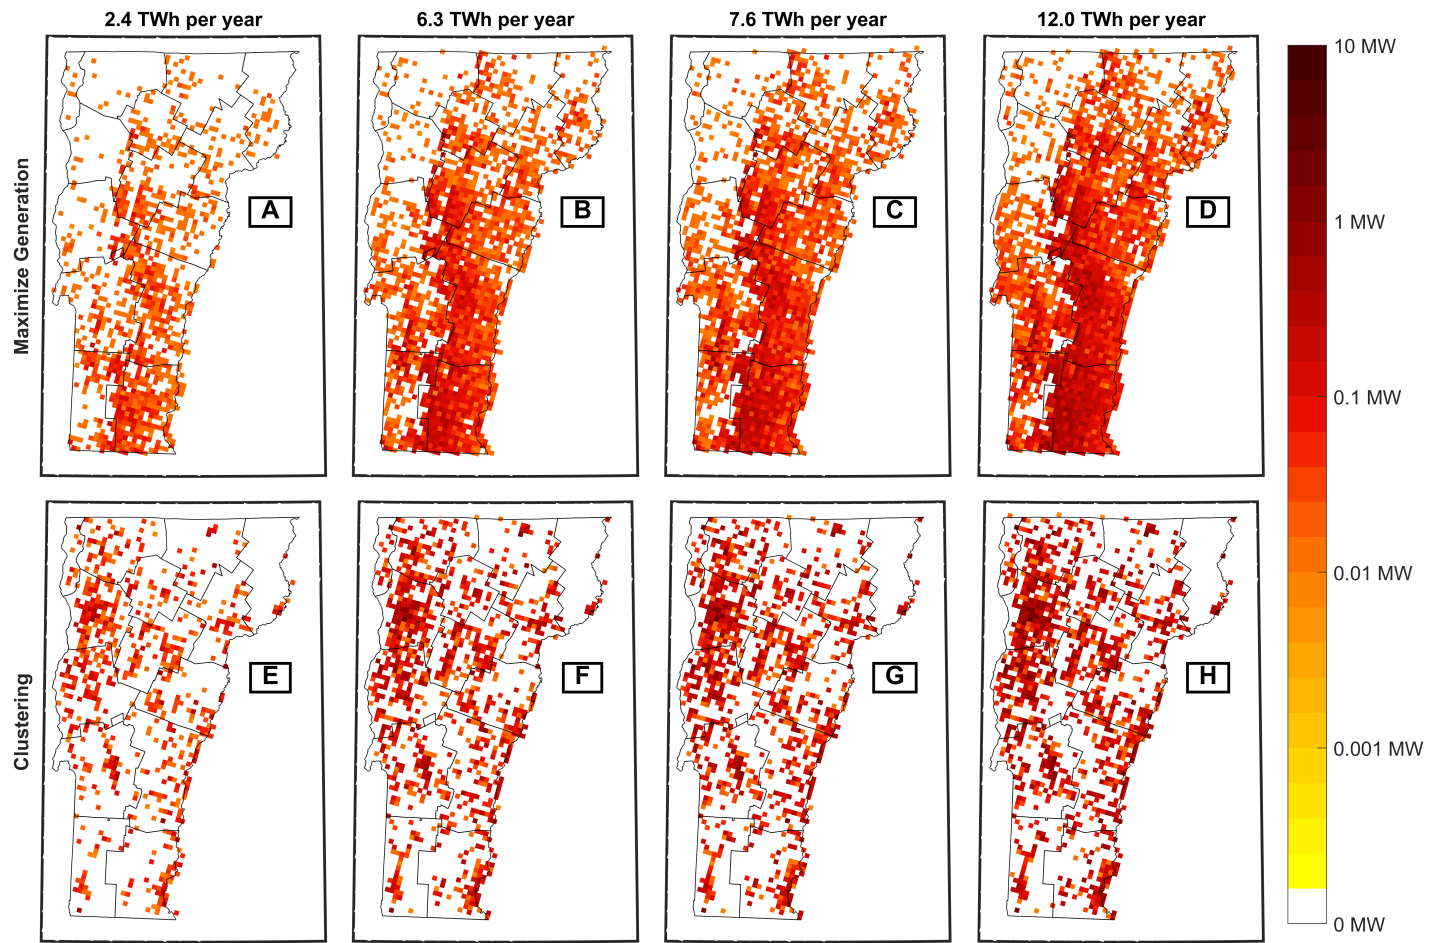 2.4 TWh per year
6.3 TWh per year
7.6 TWh per year
12.0 TWh per year
Maximize Generation
A
B
C
D
Clustering
E
F
G
H
10 MW
1 MW
0.1 MW
0.01 MW
0.001 MW
0 MW